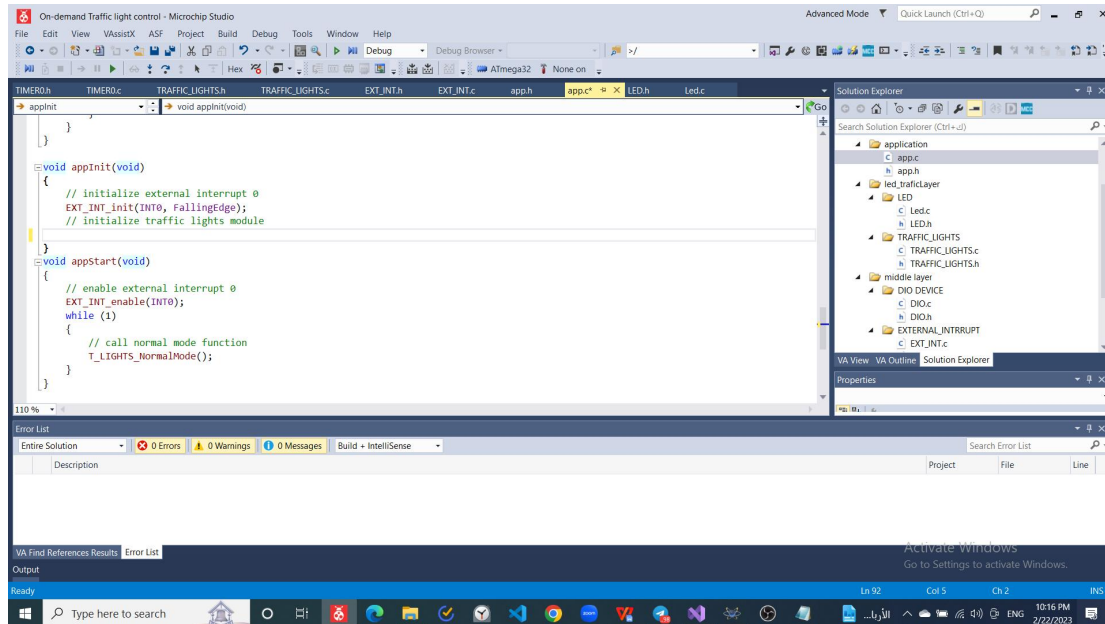 On-demand Traffic light control - Microchip Studio
Advanced Mode
Quick Launch (Ctrl+Q)
File Edit View VAssistX ASF Project Build Debug Tools Window Help
Debug
Debug Browser
>/
Hex
ATmega32
None on
TIMER0.h TIMER0.c TRAFFIC_LIGHTS.h TRAFFIC_LIGHTS.c EXT_INT.h EXT_INT.c app.h app.c* LED.h Led.c
appInit
void appInit(void)
Go
}
}
void appInit(void)
{
// initialize external interrupt 0
EXT_INT_init(INT0, FallingEdge);
// initialize traffic lights module
}
void appStart(void)
{
// enable external interrupt 0
EXT_INT_enable(INT0);
while (1)
{
// call normal mode function
T_LIGHTS_NormalMode();
}
}
110 %
Solution Explorer
Search Solution Explorer (Ctrl+د)
application
app.c
app.h
led_traficLayer
LED
Led.c
LED.h
TRAFFIC_LIGHTS
TRAFFIC_LIGHTS.c
TRAFFIC_LIGHTS.h
middle layer
DIO DEVICE
DIO.c
DIO.h
EXTERNAL_INTRRUPT
EXT_INT.c
VA View VA Outline Solution Explorer
Properties
Error List
Entire Solution
0 Errors
0 Warnings
0 Messages
Build + IntelliSense
Search Error List
Description Project File Line
VA Find References Results Error List
Output
Activate Windows
Go to Settings to activate Windows.
Ready
Ln 92 Col 5 Ch 2 INS
Type here to search
الأربا...
ENG
10:16 PM
2/22/2023